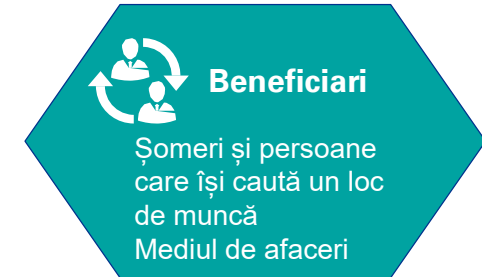 Beneficiari
Șomeri și persoane
care își caută un loc
de muncă
Mediul de afaceri